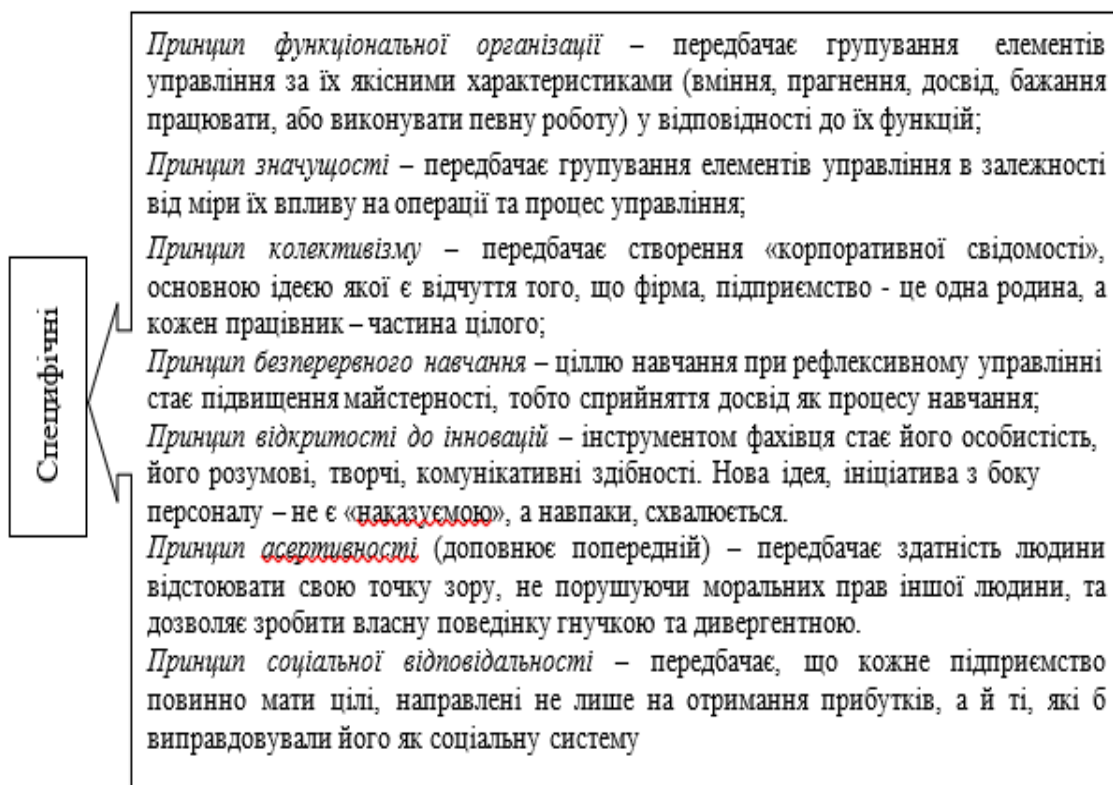 Специфічні
Принцип функціональної організації – передбачає групування елементів
управління за їх якісними характеристиками (вміння, прагнення, досвід, бажання
працювати, або виконувати певну роботу) у відповідності до їх функцій;
Принцип значущості – передбачає групування елементів управління в залежності
від міри їх впливу на операції та процес управління;
Принцип колективізму – передбачає створення «корпоративної свідомості»,
основною ідеєю якої є відчуття того, що фірма, підприємство - це одна родина, а
кожен працівник – частина цілого;
Принцип безперервного навчання – ціллю навчання при рефлексивному управлінні
стає підвищення майстерності, тобто сприйняття досвід як процесу навчання;
Принцип відкритості до інновацій – інструментом фахівця стає його особистість,
його розумові, творчі, комунікативні здібності. Нова ідея, ініціатива з боку
персоналу – не є «наказуємою», а навпаки, схвалюється.
Принцип асертивності (доповнює попередній) – передбачає здатність людини
відстоювати свою точку зору, не порушуючи моральних прав іншої людини, та
дозволяє зробити власну поведінку гнучкою та дивергентною.
Принцип соціальної відповідальності – передбачає, що кожне підприємство
повинно мати цілі, направлені не лише на отримання прибутків, а й ті, які б
виправдовували його як соціальну систему